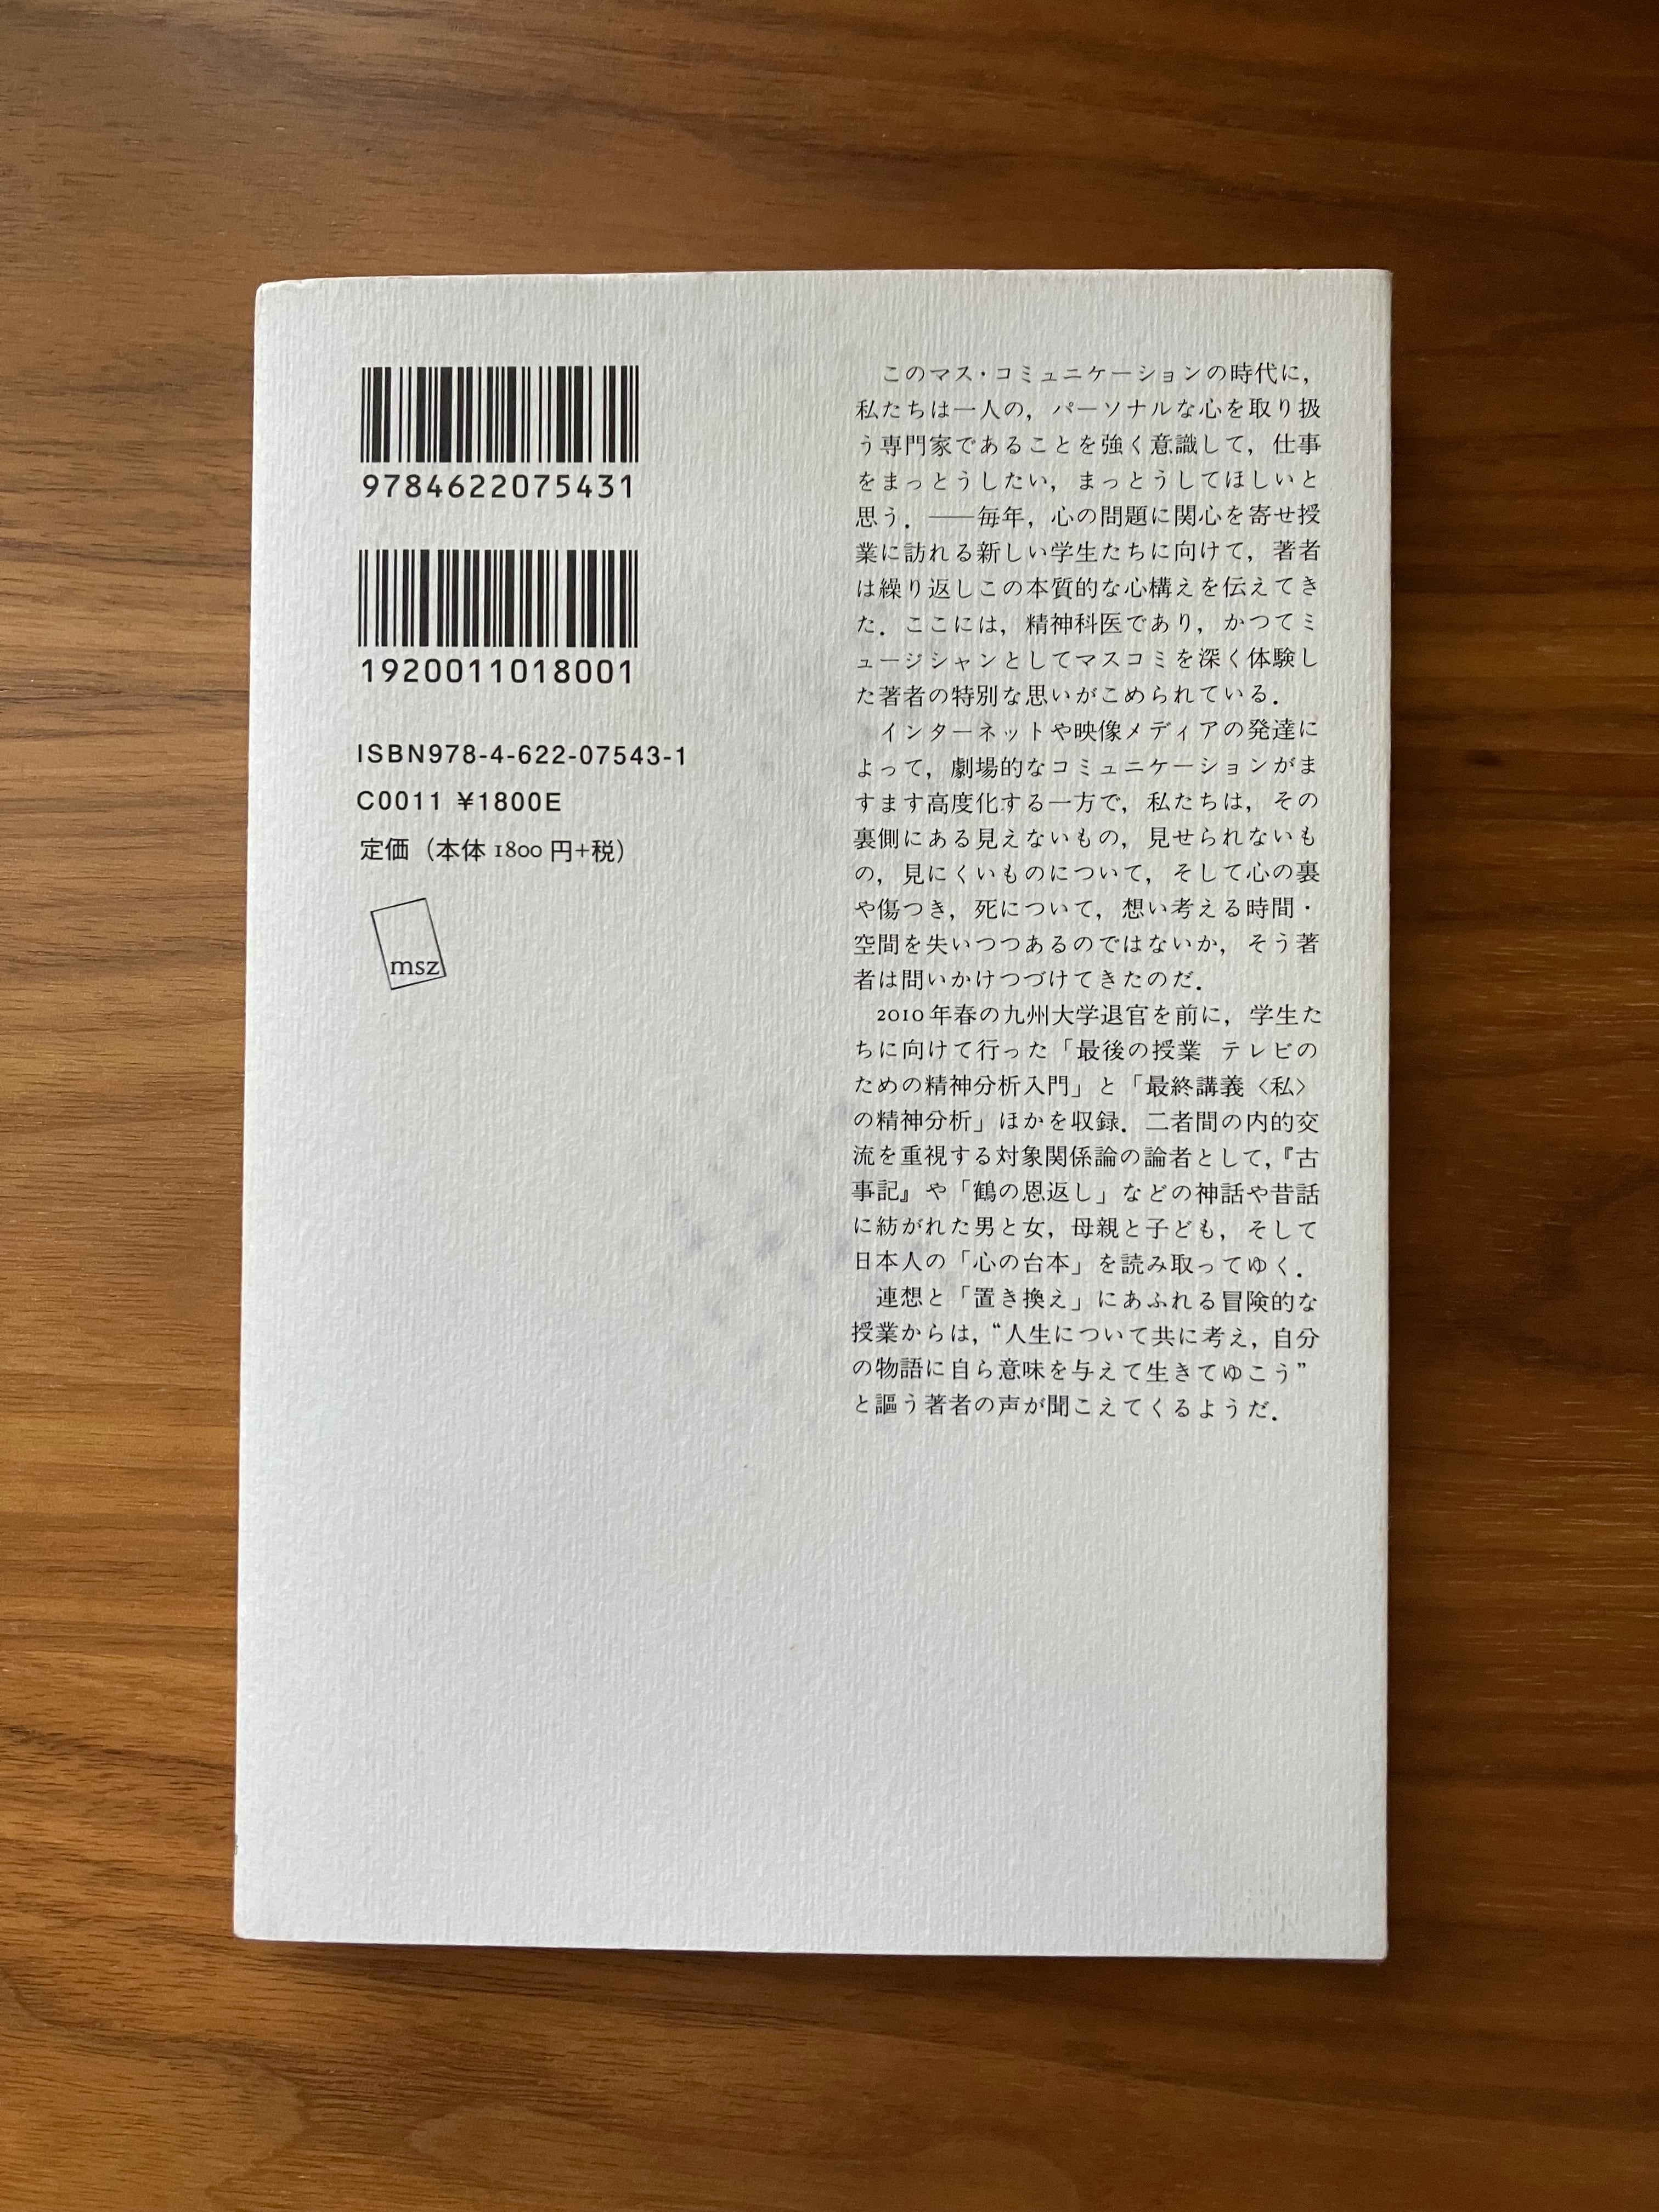 9784622075431
1920011018001
ISBN978-4-622-07543-1
C0011 ¥1800E
定価（本体 1800 円+税）
msz
このマス・コミュニケーションの時代に，
私たちは一人の，パーソナルな心を取り扱
う専門家であることを強く意識して，仕事
をまっとうしたい，まっとうしてほしいと
思う．――毎年，心の問題に関心を寄せ授
業に訪れる新しい学生たちに向けて，著者
は繰り返しこの本質的な心構えを伝えてき
た．ここには，精神科医であり，かつてミ
ュージシャンとしてマスコミを深く体験し
た著者の特別な思いがこめられている．
インターネットや映像メディアの発達に
よって，劇場的なコミュニケーションがま
すます高度化する一方で，私たちは，その
裏側にある見えないもの，見せられないも
の，見にくいものについて，そして心の裏
や傷つき，死について，想い考える時間・
空間を失いつつあるのではないか，そう著
者は問いかけつづけてきたのだ．
2010年春の九州大学退官を前に，学生た
ちに向けて行った「最後の授業 テレビの
ための精神分析入門」と「最終講義〈私〉
の精神分析」ほかを収録．二者間の内的交
流を重視する対象関係論の論者として，『古
事記』や「鶴の恩返し」などの神話や昔話
に紡がれた男と女，母親と子ども，そして
日本人の「心の台本」を読み取ってゆく．
連想と「置き換え」にあふれる冒険的な
授業からは，“人生について共に考え，自分
の物語に自ら意味を与えて生きてゆこう”
と謳う著者の声が聞こえてくるようだ．